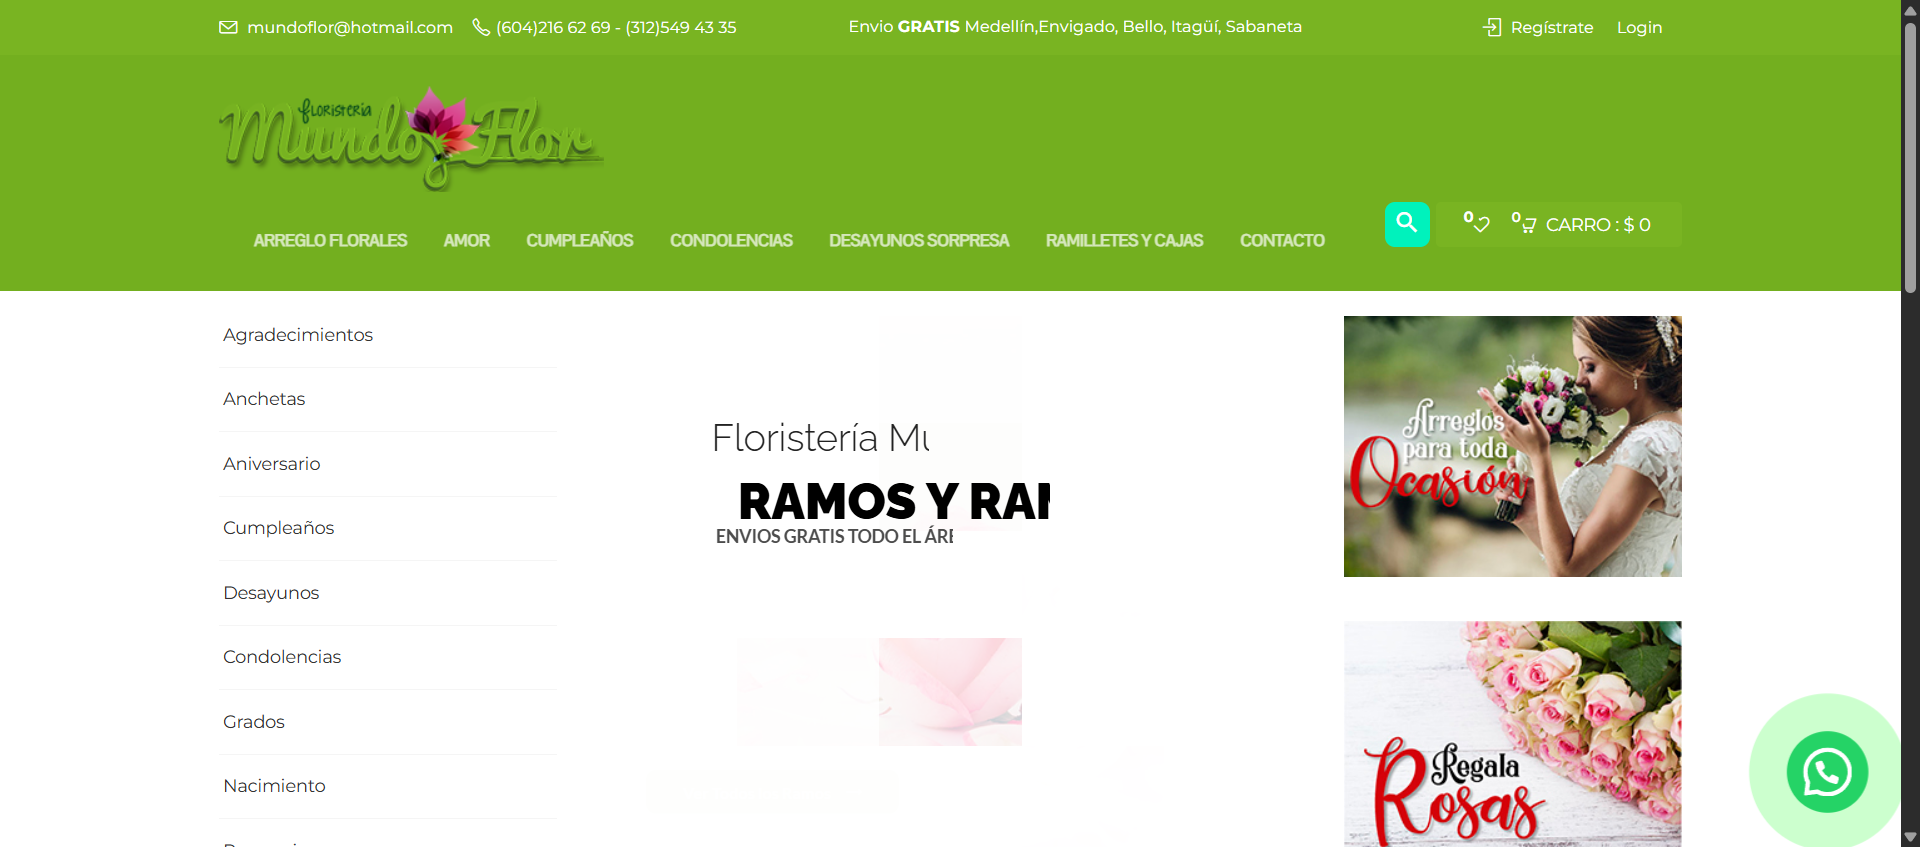 mundoflor@hotmail.com
(604)216 62 69 - (312)549 43 35
Envio GRATIS Medellín,Envigado, Bello, Itagüí, Sabaneta
Regístrate
Login
floristería
Mundo Flor
ARREGLO FLORALES
AMOR
CUMPLEAÑOS
CONDOLENCIAS
DESAYUNOS SORPRESA
RAMILLETES Y CAJAS
CONTACTO
0
0
CARRO : $ 0
Agradecimientos
Anchetas
Aniversario
Cumpleaños
Desayunos
Condolencias
Grados
Nacimiento
Floristería Mu
RAMOS Y RAM
ENVIOS GRATIS TODO EL ÁRE
Arreglos
para toda
Ocasión
Regala
Rosas